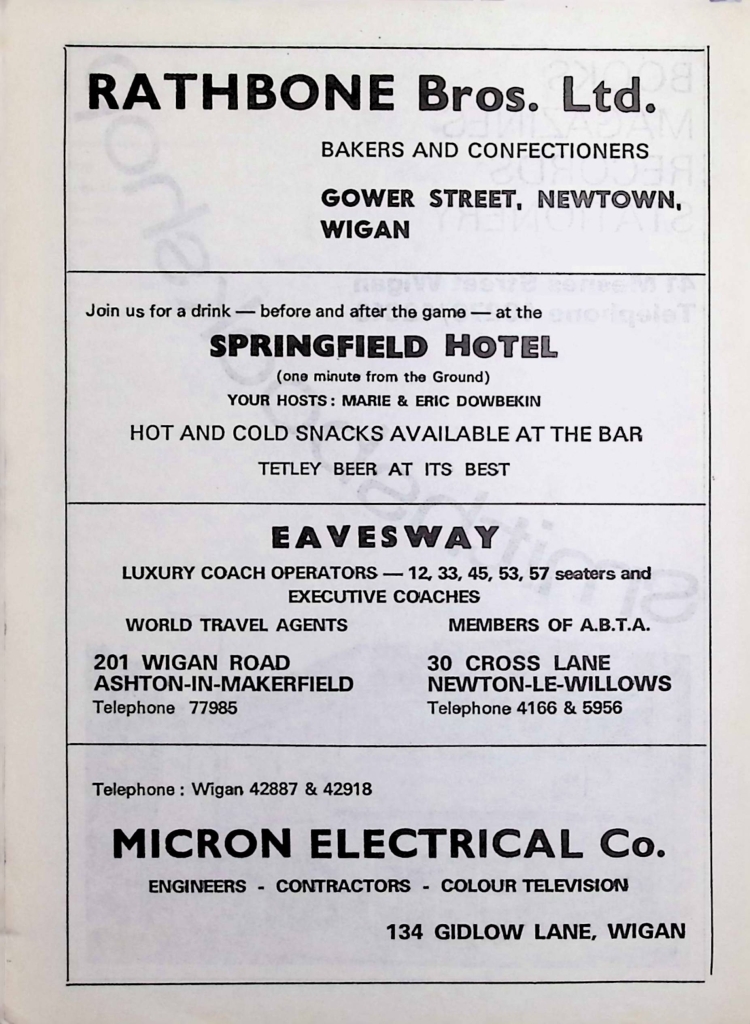 RATHBONE Bros. Ltd.
BAKERS AND CONFECTIONERS
GOWER STREET, NEWTOWN,
WIGAN
Join us for a drink — before and after the game — at the
SPRINGFIELD HOTEL
(one minute from the Ground)
YOUR HOSTS: MARIE & ERIC DOWBEKIN
HOT AND COLD SNACKS AVAILABLE AT THE BAR
TETLEY BEER AT ITS BEST
EAVESWAY
LUXURY COACH OPERATORS — 12, 33, 45, 53, 57 seaters and
EXECUTIVE COACHES
WORLD TRAVEL AGENTS MEMBERS OF A.B.T.A.
201 WIGAN ROAD 30 CROSS LANE
ASHTON-IN-MAKERFIELD NEWTON-LE-WILLOWS
Telephone 77985 Telephone 4166 & 5956
Telephone: Wigan 42887 & 42918
MICRON ELECTRICAL Co.
ENGINEERS - CONTRACTORS - COLOUR TELEVISION
134 GIDLOW LANE, WIGAN